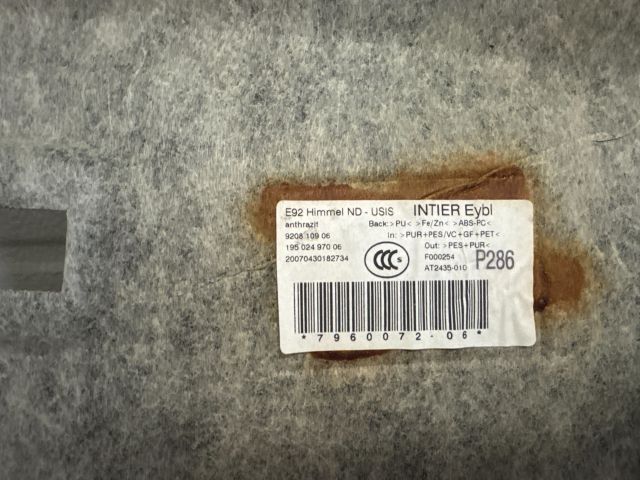 E92 Himmel ND - USIS INTIER Eybl
anthrazit Back: >PU< >Fe/Zn< >ABS-PC<
9208 109 06 In: >PUR+PES/VC+GF+PET<
195 024 970 06 Out: >PES+PUR<
20070430182734 CCC S F000254 P286
AT2435-010
*7960072-06*